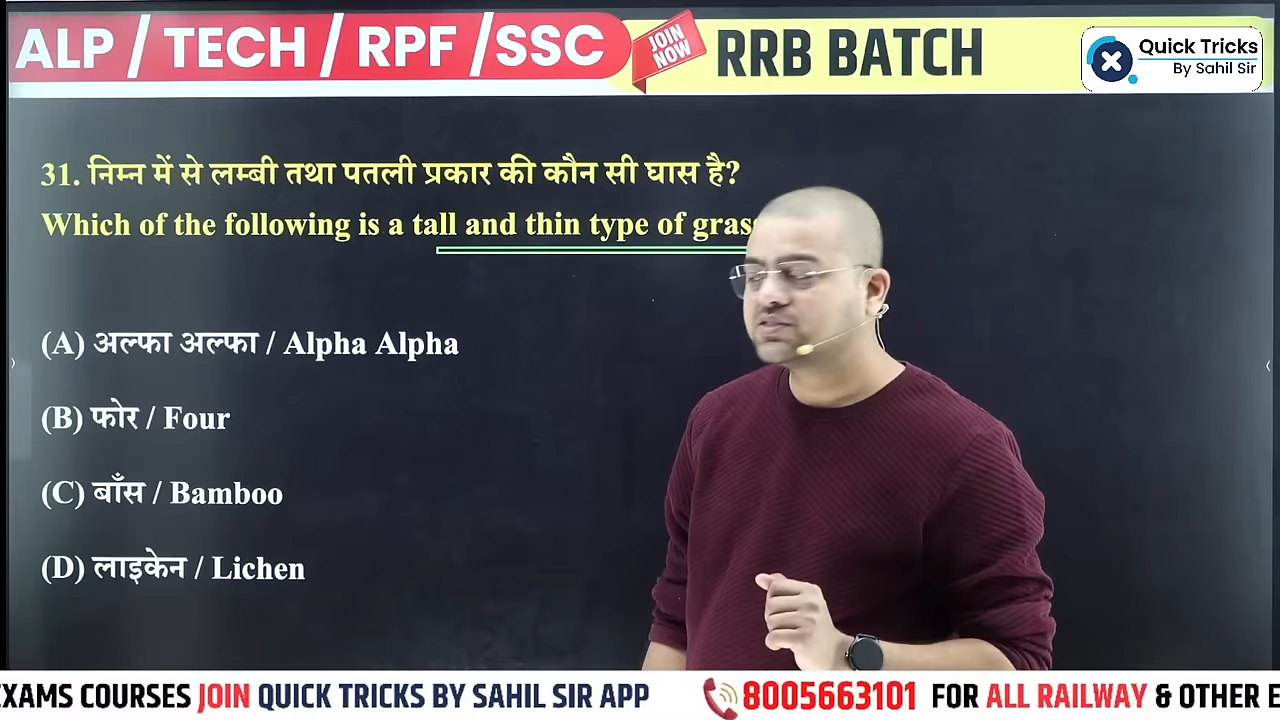 ALP / TECH / RPF / SSC
JOIN NOW
RRB BATCH
Quick Tricks
By Sahil Sir
31. निम्न में से लम्बी तथा पतली प्रकार की कौन सी घास है?
Which of the following is a tall and thin type of gras
(A) अल्फा अल्फा / Alpha Alpha
(B) फोर / Four
(C) बाँस / Bamboo
(D) लाइकेन / Lichen
EXAMS COURSES JOIN QUICK TRICKS BY SAHIL SIR APP 8005663101 FOR ALL RAILWAY & OTHER E